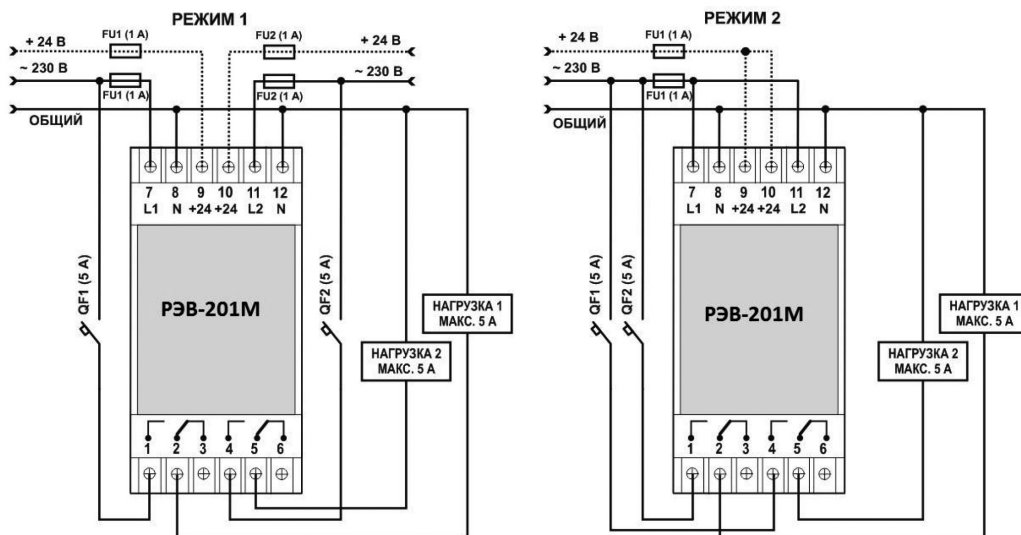 РЕЖИМ 1
+ 24 В
FU1 (1 А)
FU2 (1 А)
+ 24 В
~ 230 В
FU1 (1 А)
FU2 (1 А)
~ 230 В
ОБЩИЙ
7 8 9 10 11 12
L1 N +24 +24 L2 N
QF1 (5 А)
РЭВ-201М
QF2 (5 А)
НАГРУЗКА 1
МАКС. 5 А
НАГРУЗКА 2
МАКС. 5 А
1 2 3 4 5 6
РЕЖИМ 2
+ 24 В
FU1 (1 А)
~ 230 В
FU1 (1 А)
ОБЩИЙ
7 8 9 10 11 12
L1 N +24 +24 L2 N
QF1 (5 А)
QF2 (5 А)
РЭВ-201М
НАГРУЗКА 1
МАКС. 5 А
НАГРУЗКА 2
МАКС. 5 А
1 2 3 4 5 6